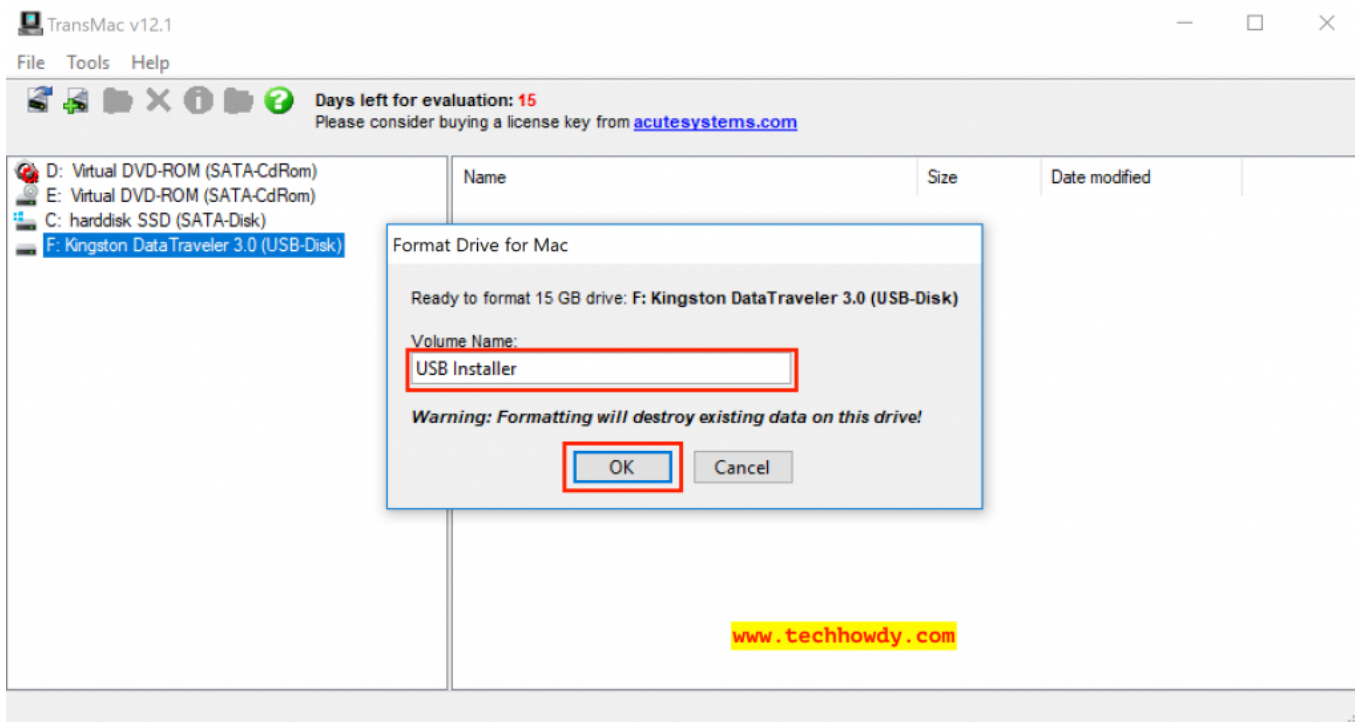 TransMac v12.1
File Tools Help
Days left for evaluation: 15
Please consider buying a license key from acutesystems.com
D: Virtual DVD-ROM (SATA-CdRom)
E: Virtual DVD-ROM (SATA-CdRom)
C: harddisk SSD (SATA-Disk)
F: Kingston DataTraveler 3.0 (USB-Disk)
Name Size Date modified
Format Drive for Mac
Ready to format 15 GB drive: F: Kingston DataTraveler 3.0 (USB-Disk)
Volume Name:
USB Installer
Warning: Formatting will destroy existing data on this drive!
OK Cancel
www.techhowdy.com